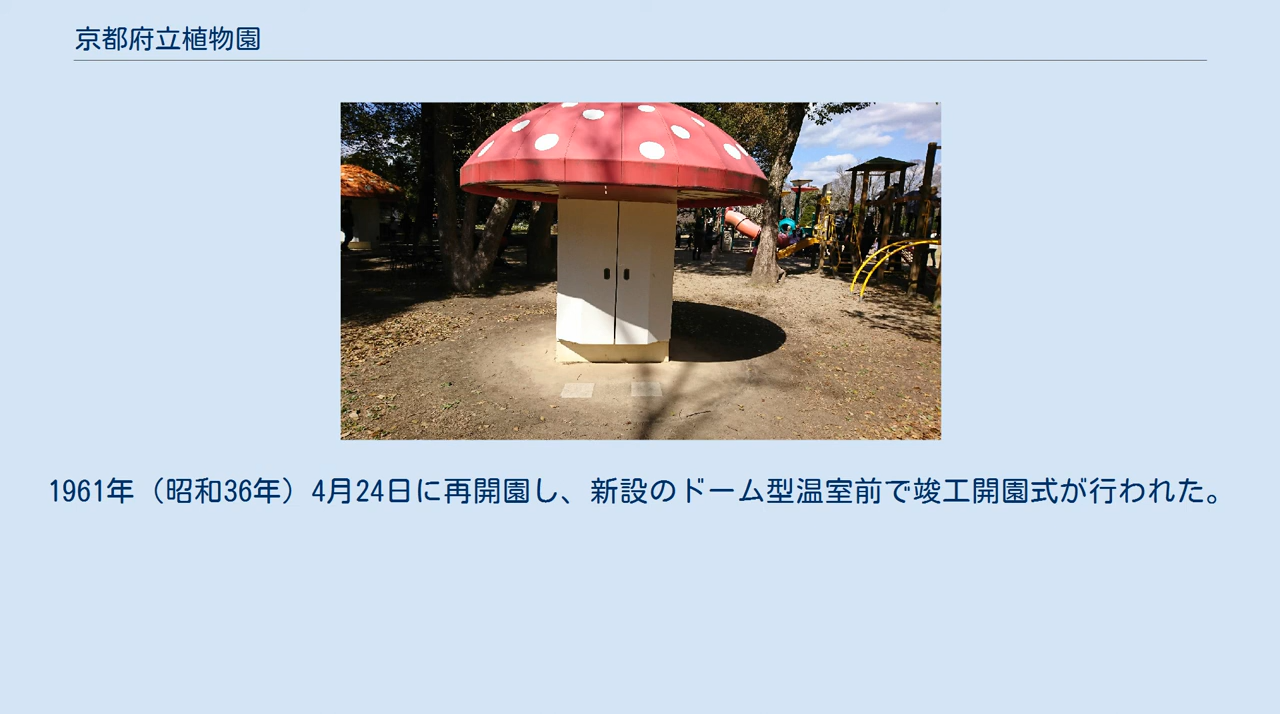 京都府立植物園
1961年（昭和36年）4月24日に再開園し、新設のドーム型温室前で竣工開園式が行われた。